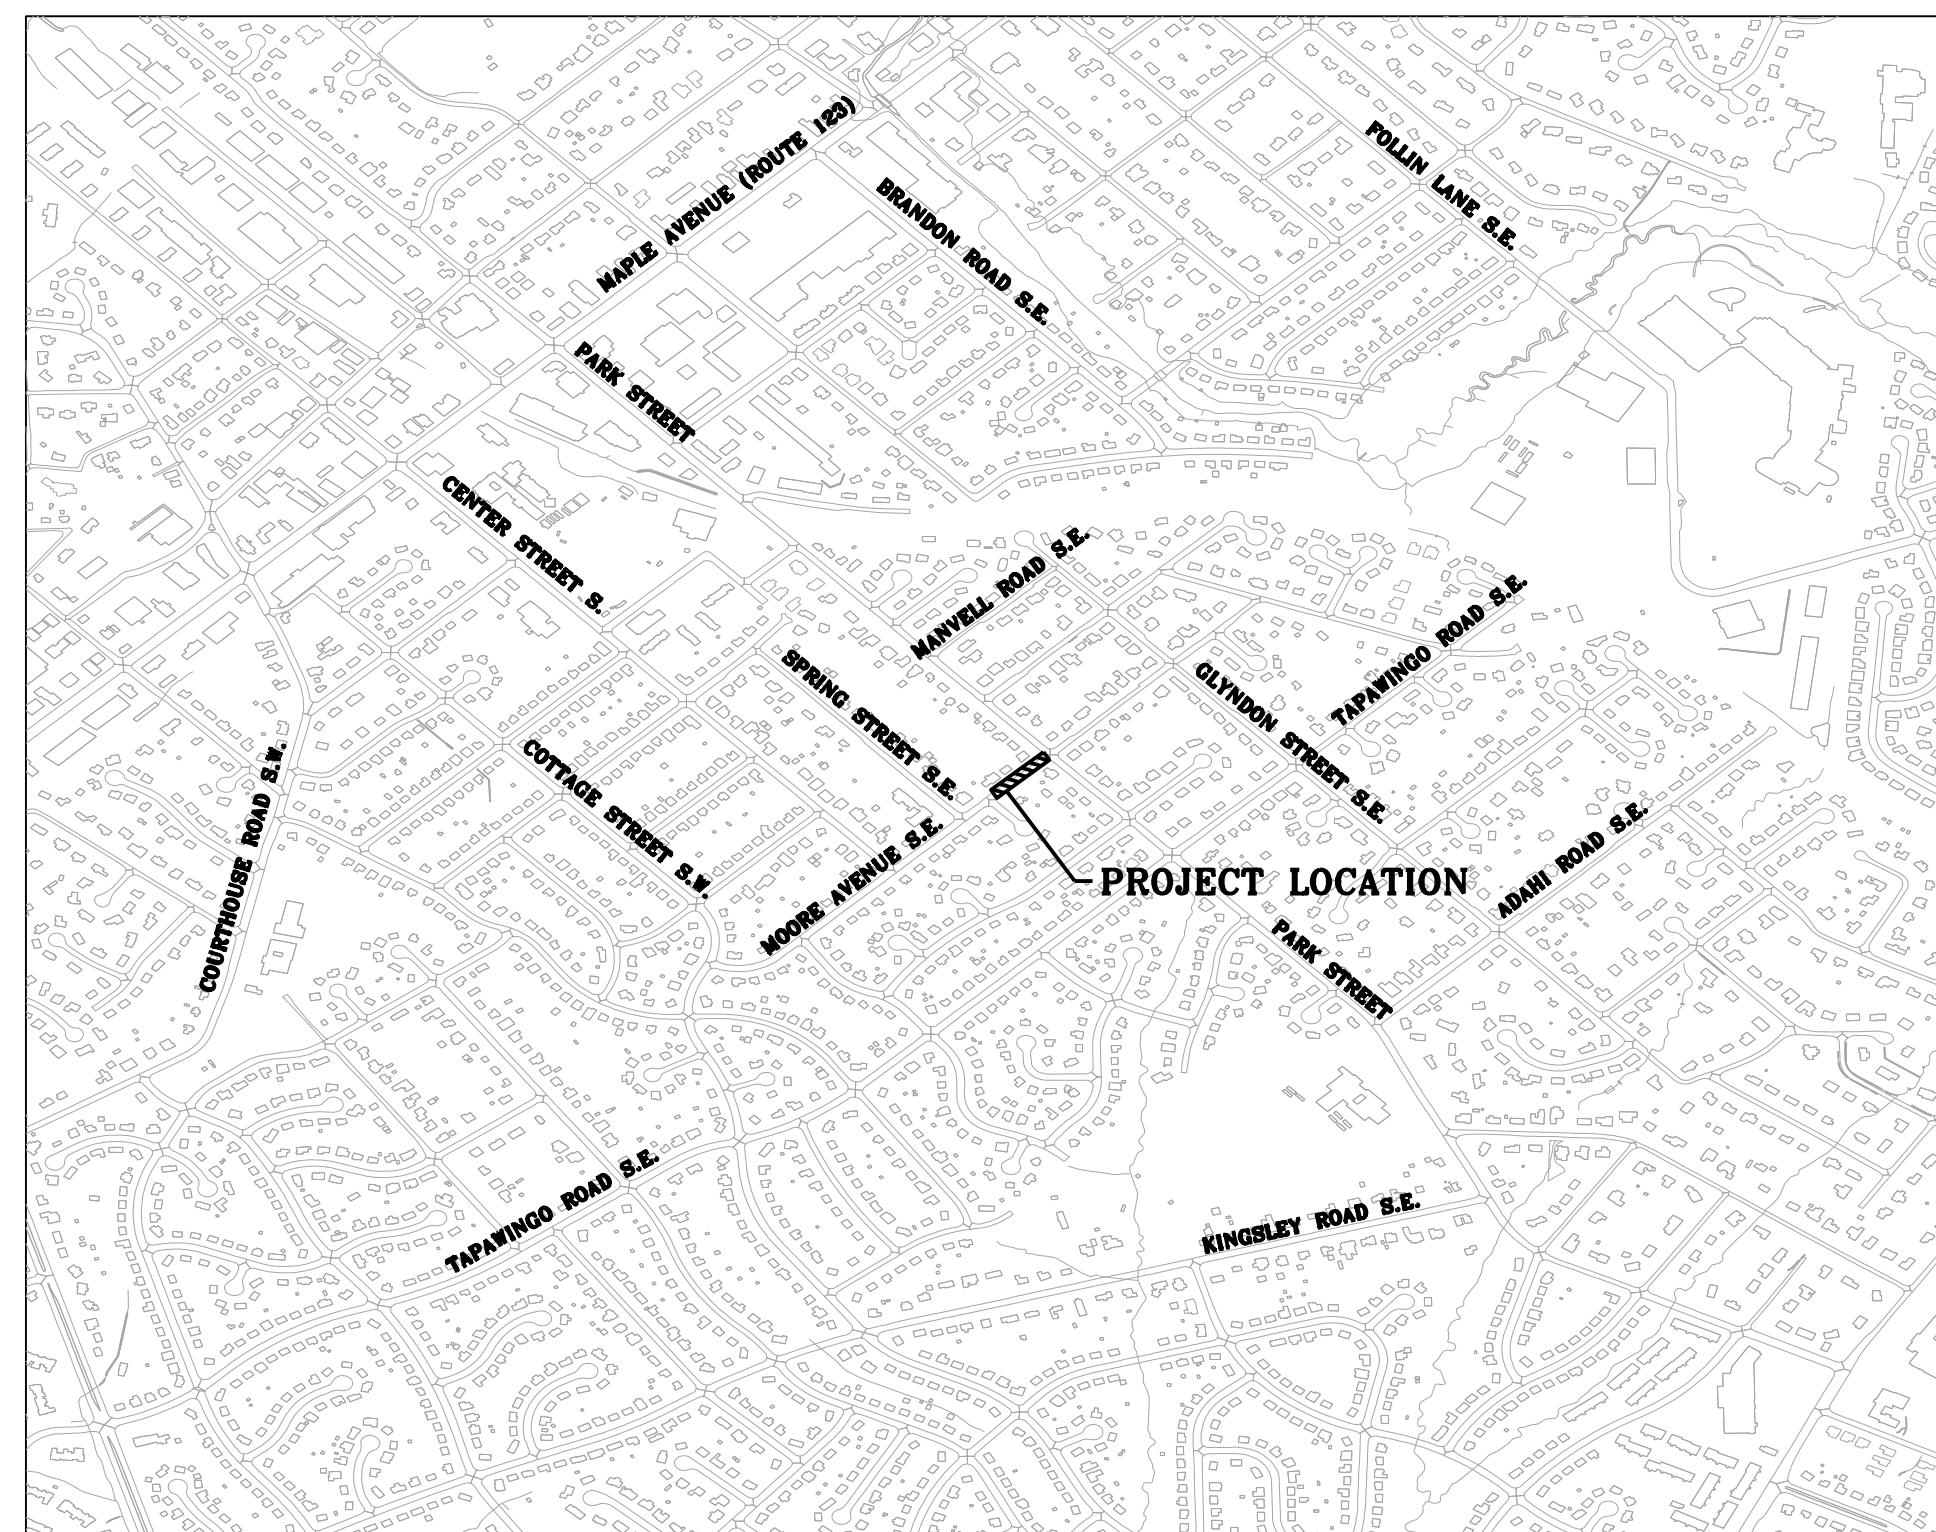 MAPLE AVENUE (ROUTE 123)
FOLLIN LANE S.E.
BRANDON ROAD S.E.
PARK STREET
CENTER STREET S.
MANVELL ROAD S.E.
TAPAWINGO ROAD S.E.
SPRING STREET S.E.
GLYNDON STREET S.E.
COURTHOUSE ROAD S.W.
COTTAGE STREET S.W.
MOORE AVENUE S.E.
ADAHI ROAD S.E.
PROJECT LOCATION
PARK STREET
TAPAWINGO ROAD S.E.
KINGSLEY ROAD S.E.